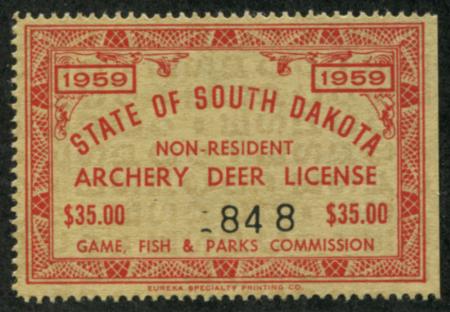 1959 1959
STATE OF SOUTH DAKOTA
NON-RESIDENT
ARCHERY DEER LICENSE
$35.00 848 $35.00
GAME, FISH & PARKS COMMISSION
EUREKA SPECIALTY PRINTING CO.